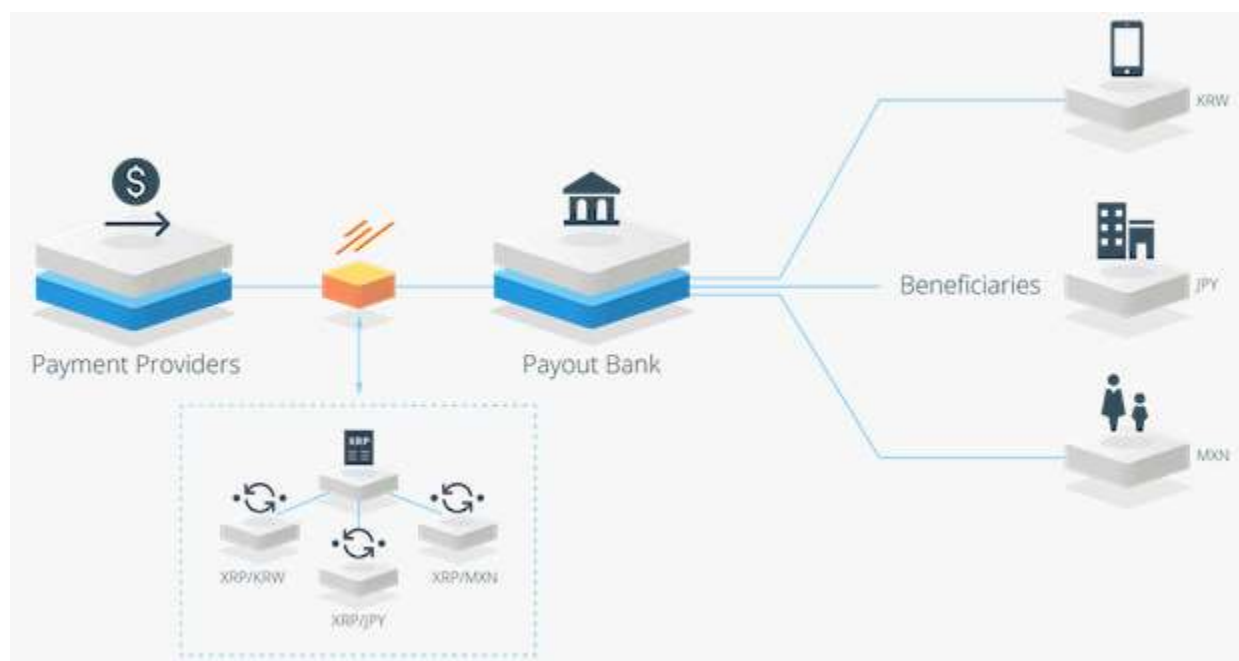 KRW
$
Beneficiaries
JPY
Payment Providers
Payout Bank
XRP
MXN
XRP/KRW
XRP/MXN
XRP/JPY